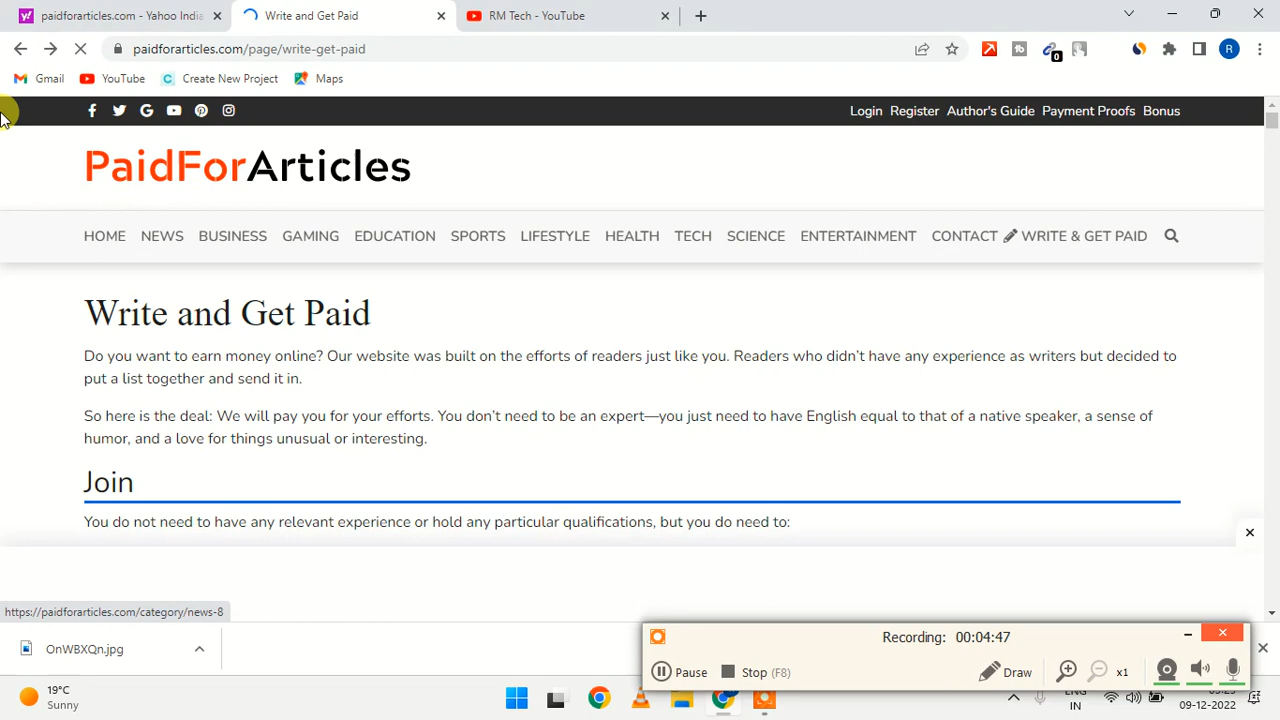 paidforarticles.com - Yahoo India
Write and Get Paid
RM Tech - YouTube
paidforarticles.com/page/write-get-paid
0
R
Gmail
YouTube
C
Create New Project
Maps
Login Register Author's Guide Payment Proofs Bonus
PaidForArticles
HOME NEWS BUSINESS GAMING EDUCATION SPORTS LIFESTYLE HEALTH TECH SCIENCE ENTERTAINMENT CONTACT WRITE & GET PAID
Write and Get Paid
Do you want to earn money online? Our website was built on the efforts of readers just like you. Readers who didn't have any experience as writers but decided to
put a list together and send it in.
So here is the deal: We will pay you for your efforts. You don't need to be an expert—you just need to have English equal to that of a native speaker, a sense of
humor, and a love for things unusual or interesting.
Join
You do not need to have any relevant experience or hold any particular qualifications, but you do need to:
https://paidforarticles.com/category/news-8
OnWBXQn.jpg
Recording: 00:04:47
Pause
Stop (F8)
Draw
x1
19°C
Sunny
ENG
IN
09-12-2022